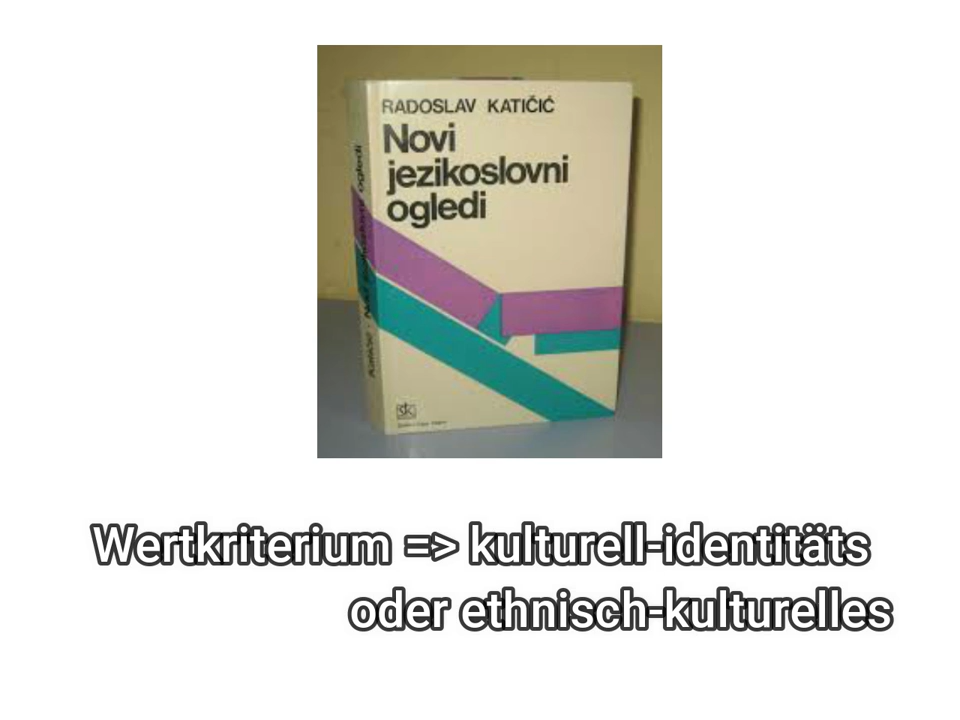 RADOSLAV KATIČIĆ
Novi
jezikoslovni
ogledi
Wertkriterium => kulturell-identitäts
oder ethnisch-kulturelles